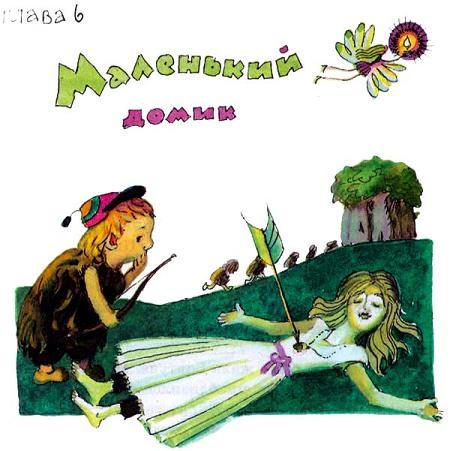 глава 6
Маленький
домик